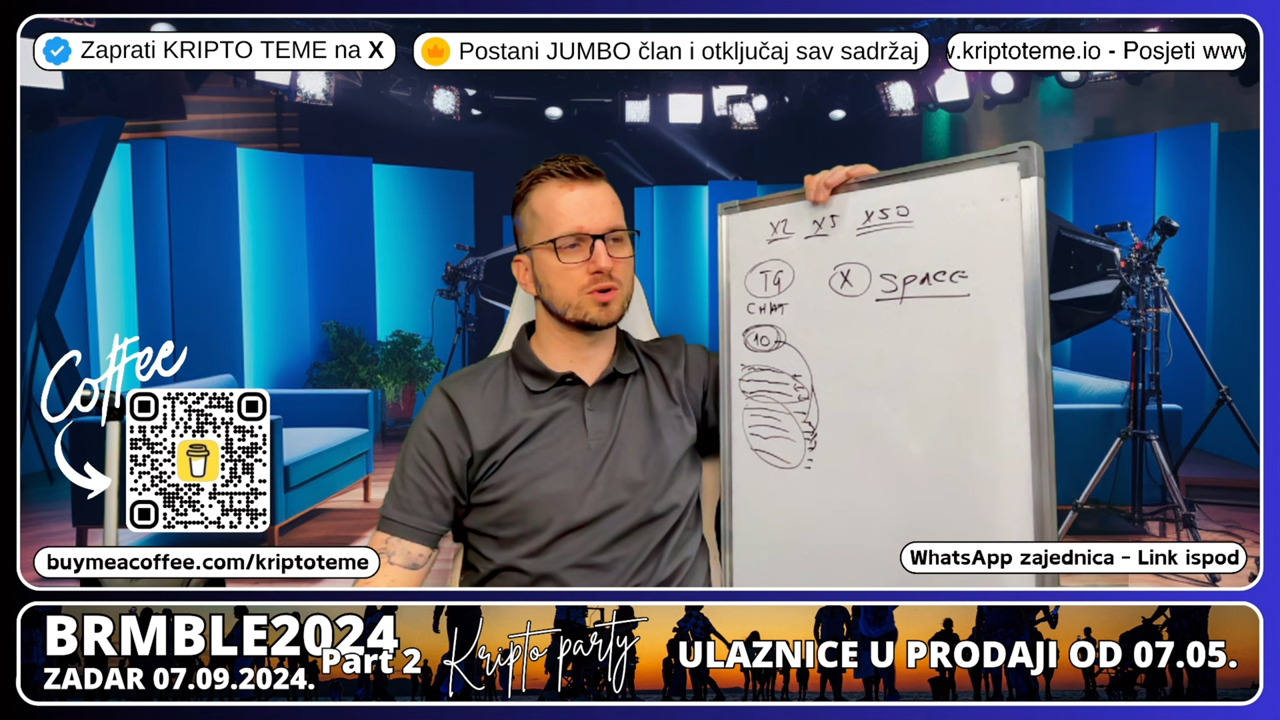 Zaprati KRIPTO TEME na X
Postani JUMBO član i otključaj sav sadržaj
w.kriptoteme.io - Posjeti www
X2 X5 X50
TG X SPACE
CHAT
10
Coffee
buymeacoffee.com/kriptoteme
WhatsApp zajednica - Link ispod
BRMBLE2024
Part 2
ZADAR 07.09.2024.
Kripto party
ULAZNICE U PRODAJI OD 07.05.